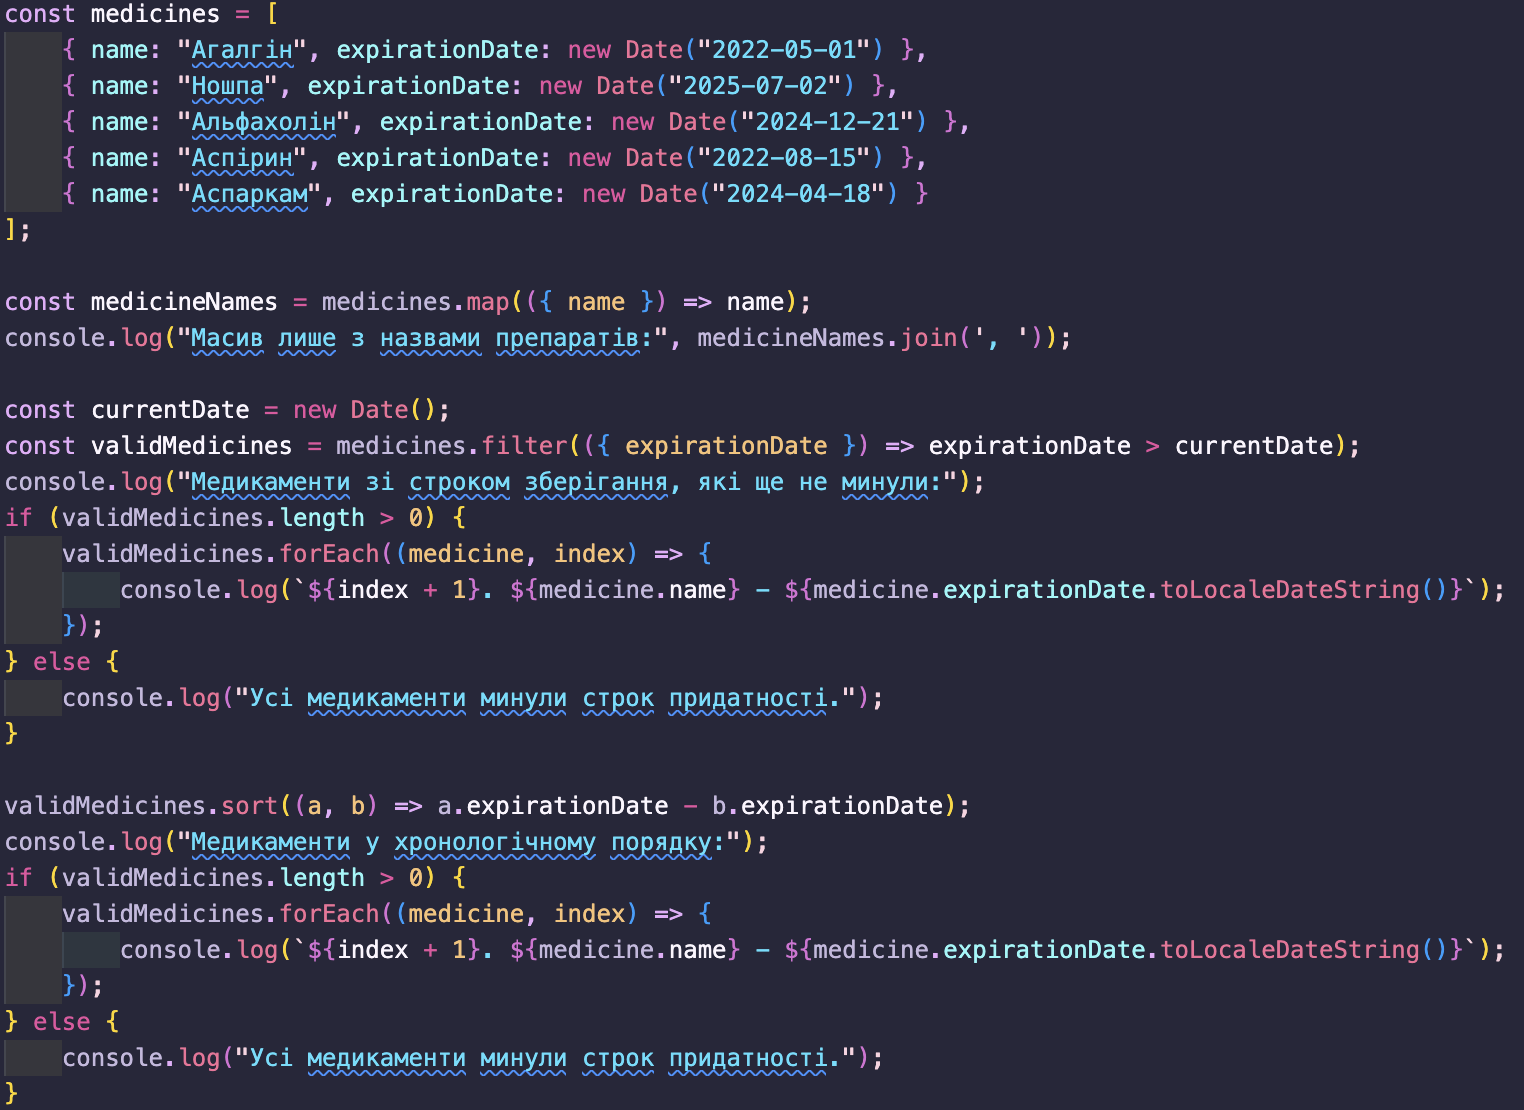 const medicines = [
    { name: "Агалгін", expirationDate: new Date("2022-05-01") },
    { name: "Ношпа", expirationDate: new Date("2025-07-02") },
    { name: "Альфахолін", expirationDate: new Date("2024-12-21") },
    { name: "Аспірин", expirationDate: new Date("2022-08-15") },
    { name: "Аспаркам", expirationDate: new Date("2024-04-18") }
];

const medicineNames = medicines.map(({ name }) => name);
console.log("Масив лише з назвами препаратів:", medicineNames.join(', '));

const currentDate = new Date();
const validMedicines = medicines.filter(({ expirationDate }) => expirationDate > currentDate);
console.log("Медикаменти зі строком зберігання, які ще не минули:");
if (validMedicines.length > 0) {
    validMedicines.forEach((medicine, index) => {
        console.log(`${index + 1}. ${medicine.name} - ${medicine.expirationDate.toLocaleDateString()}`);
    });
} else {
    console.log("Усі медикаменти минули строк придатності.");
}

validMedicines.sort((a, b) => a.expirationDate - b.expirationDate);
console.log("Медикаменти у хронологічному порядку:");
if (validMedicines.length > 0) {
    validMedicines.forEach((medicine, index) => {
        console.log(`${index + 1}. ${medicine.name} - ${medicine.expirationDate.toLocaleDateString()}`);
    });
} else {
    console.log("Усі медикаменти минули строк придатності.");
}